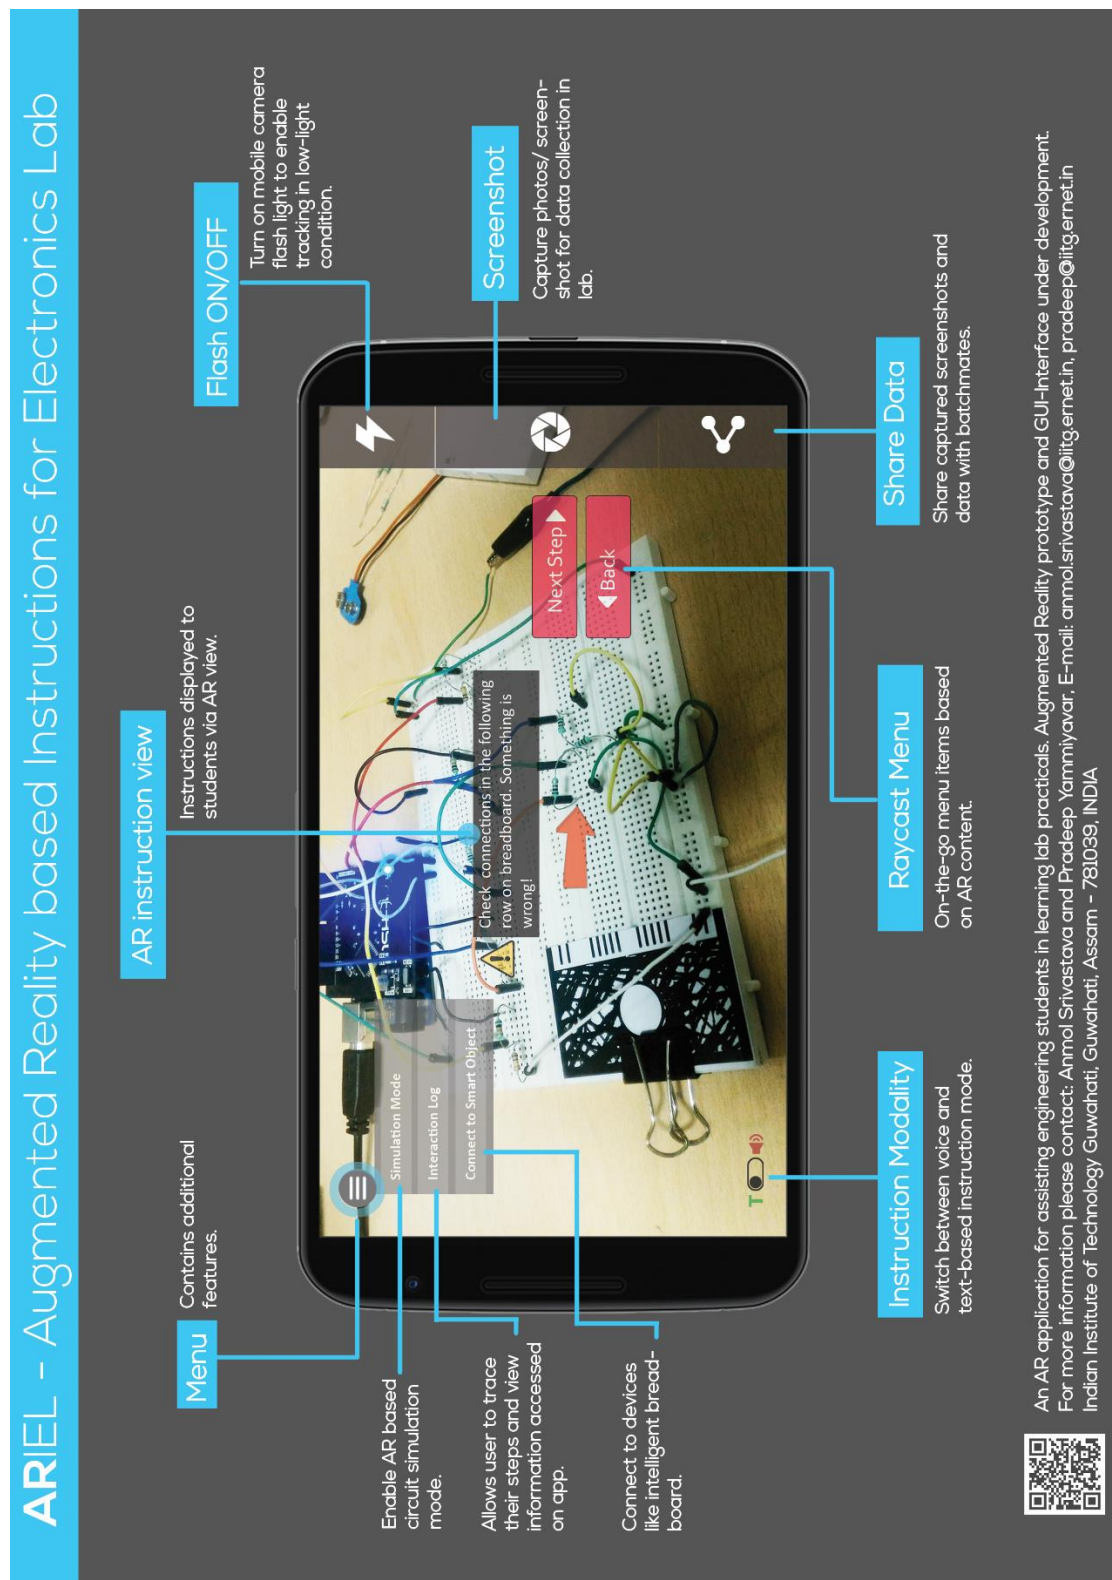 ARIEL - Augmented Reality based Instructions for Electronics Lab
Menu
Contains additional
features.
AR instruction view
Instructions displayed to
students via AR view.
Flash ON/OFF
Turn on mobile camera
flash light to enable
tracking in low-light
condition.
Screenshot
Capture photos/ screen-
shot for data collection in
lab.
Enable AR based
circuit simulation
mode.
Allows user to trace
their steps and view
information accessed
on app.
Connect to devices
like intelligent bread-
board.
Simulation Mode
Interaction Log
Connect to Smart Object
Check connections in the following
row on breadboard. Something is
wrong!
Next Step
Back
T
Instruction Modality
Switch between voice and
text-based instruction mode.
Raycast Menu
On-the-go menu items based
on AR content.
Share Data
Share captured screenshots and
data with batchmates.
An AR application for assisting engineering students in learning lab practicals. Augmented Reality prototype and GUI-Interface under development.
For more information please contact: Anmol Srivastava and Pradeep Yammiyavar, E-mail: anmol.srivastava@iitg.ernet.in, pradeep@iitg.ernet.in
Indian Institute of Technology Guwahati, Guwahati, Assam - 781039, INDIA